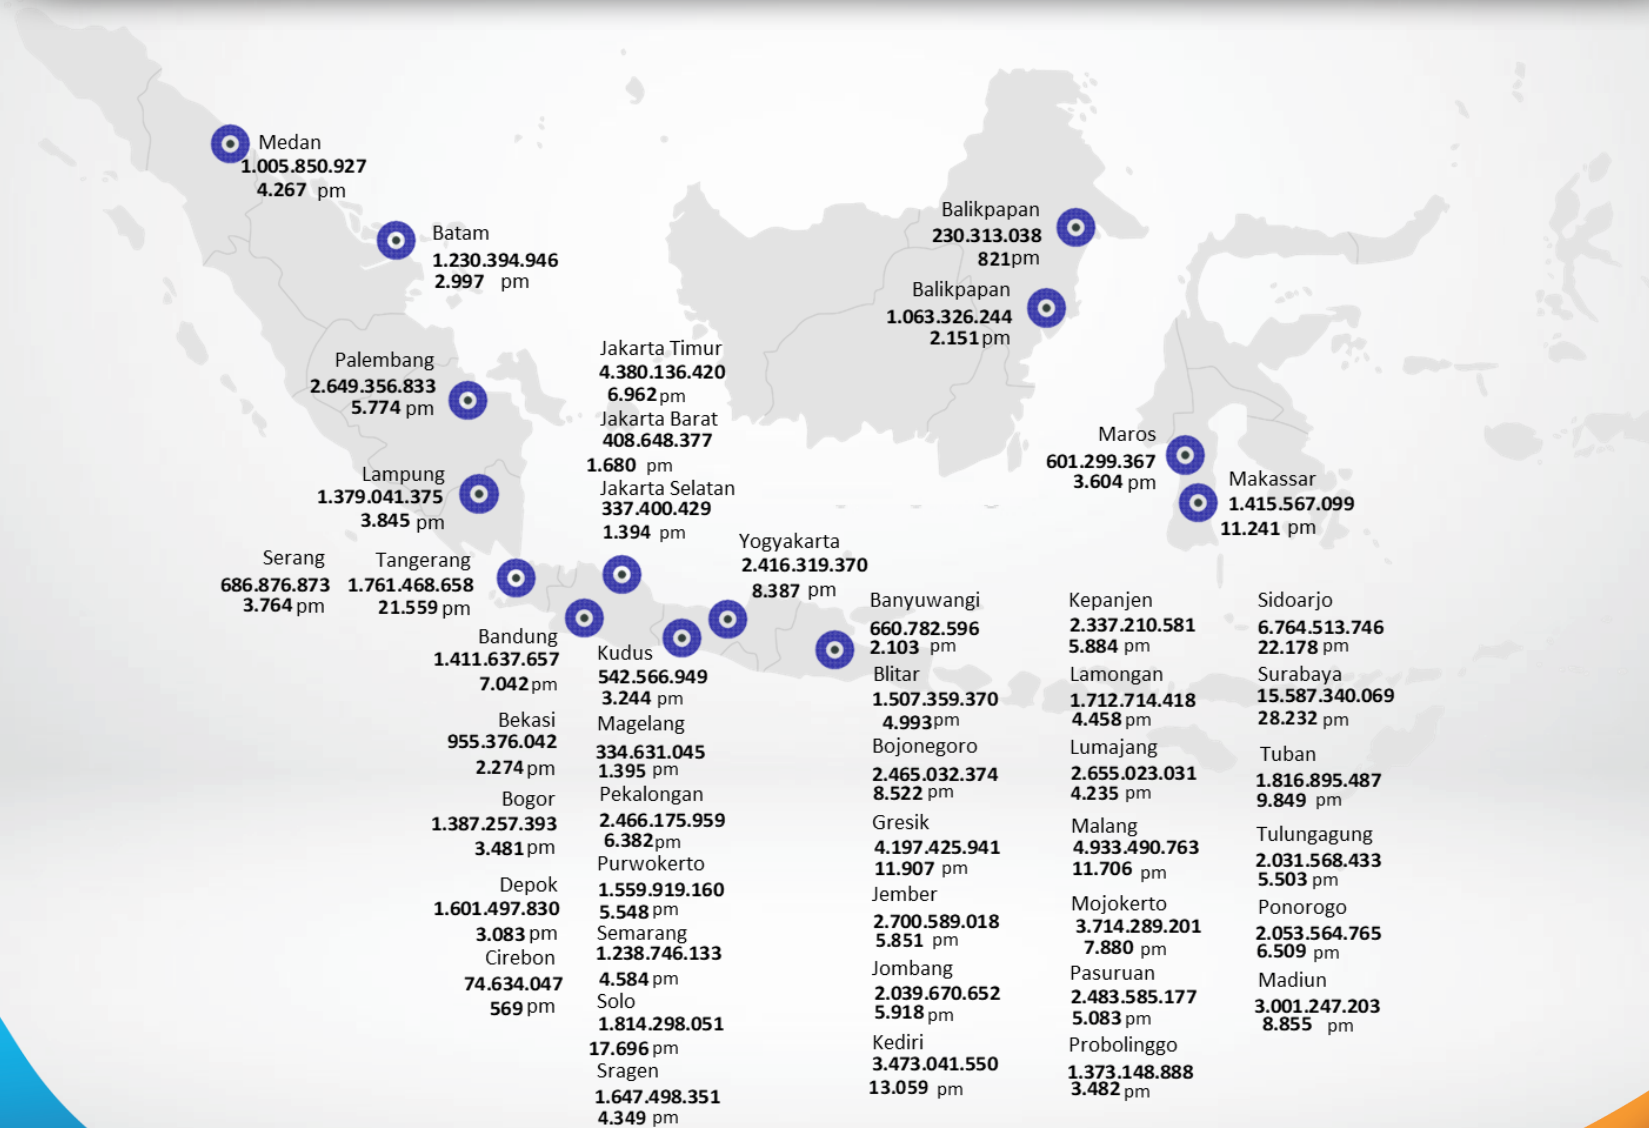 Medan
1.005.850.927
4.267 pm
Batam
1.230.394.946
2.997 pm
Palembang
2.649.356.833
5.774 pm
Lampung
1.379.041.375
3.845 pm
Serang
686.876.873
3.764 pm
Tangerang
1.761.468.658
21.559 pm
Jakarta Timur
4.380.136.420
6.962 pm
Jakarta Barat
408.648.377
1.680 pm
Jakarta Selatan
337.400.429
1.394 pm
Yogyakarta
2.416.319.370
8.387 pm
Balikpapan
230.313.038
821 pm
Balikpapan
1.063.326.244
2.151 pm
Maros
601.299.367
3.604 pm
Makassar
1.415.567.099
11.241 pm
Bandung
1.411.637.657
7.042 pm
Bekasi
955.376.042
2.274 pm
Bogor
1.387.257.393
3.481 pm
Depok
1.601.497.830
3.083 pm
Cirebon
74.634.047
569 pm
Kudus
542.566.949
3.244 pm
Magelang
334.631.045
1.395 pm
Pekalongan
2.466.175.959
6.382 pm
Purwokerto
1.559.919.160
5.548 pm
Semarang
1.238.746.133
4.584 pm
Solo
1.814.298.051
17.696 pm
Sragen
1.647.498.351
4.349 pm
Banyuwangi
660.782.596
2.103 pm
Blitar
1.507.359.370
4.993 pm
Bojonegoro
2.465.032.374
8.522 pm
Gresik
4.197.425.941
11.907 pm
Jember
2.700.589.018
5.851 pm
Jombang
2.039.670.652
5.918 pm
Kediri
3.473.041.550
13.059 pm
Kepanjen
2.337.210.581
5.884 pm
Lamongan
1.712.714.418
4.458 pm
Lumajang
2.655.023.031
4.235 pm
Malang
4.933.490.763
11.706 pm
Mojokerto
3.714.289.201
7.880 pm
Pasuruan
2.483.585.177
5.083 pm
Probolinggo
1.373.148.888
3.482 pm
Sidoarjo
6.764.513.746
22.178 pm
Surabaya
15.587.340.069
28.232 pm
Tuban
1.816.895.487
9.849 pm
Tulungagung
2.031.568.433
5.503 pm
Ponorogo
2.053.564.765
6.509 pm
Madiun
3.001.247.203
8.855 pm